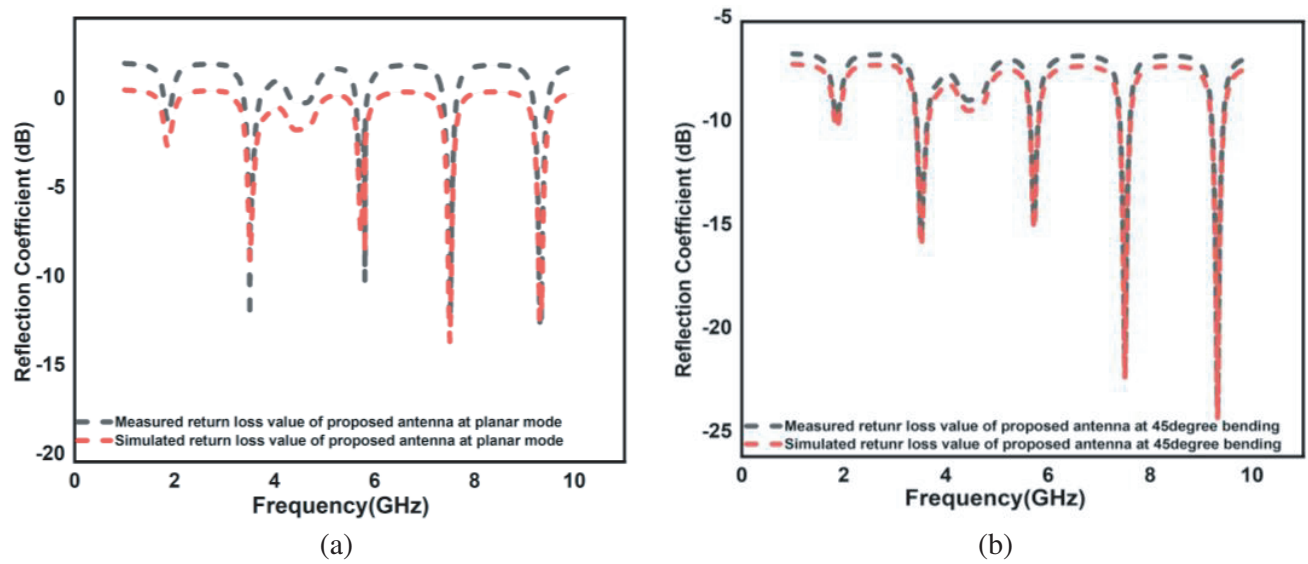 0
-5
-10
-15
-20
Reflection Coefficient (dB)
Measured return loss value of proposed antenna at planar mode
Simulated return loss value of proposed antenna at planar mode
0 2 4 6 8 10
Frequency(GHz)
(a)
-5
-10
-15
-20
-25
Reflection Coefficient (dB)
Measured retunr loss value of proposed antenna at 45degree bending
Simulated retunr loss value of proposed antenna at 45degree bending
0 2 4 6 8 10
Frequency(GHz)
(b)